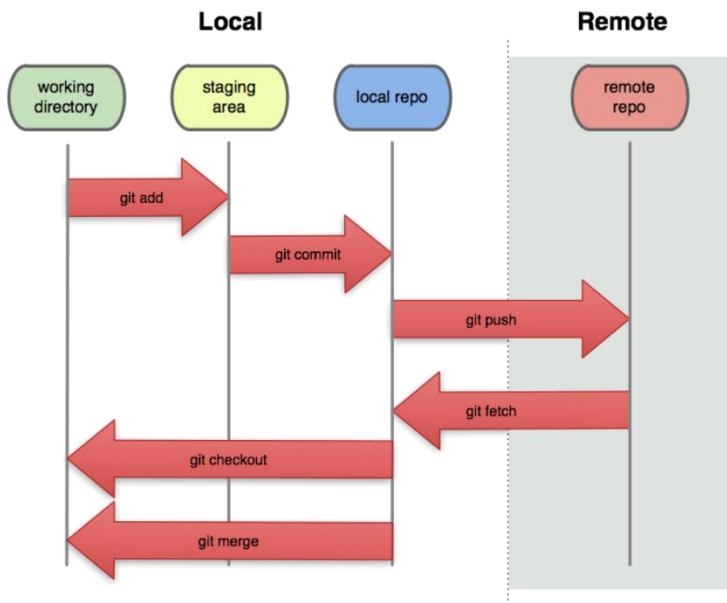 Local
Remote
working
directory
staging
area
local repo
remote
repo
git add
git commit
git push
git fetch
git checkout
git merge